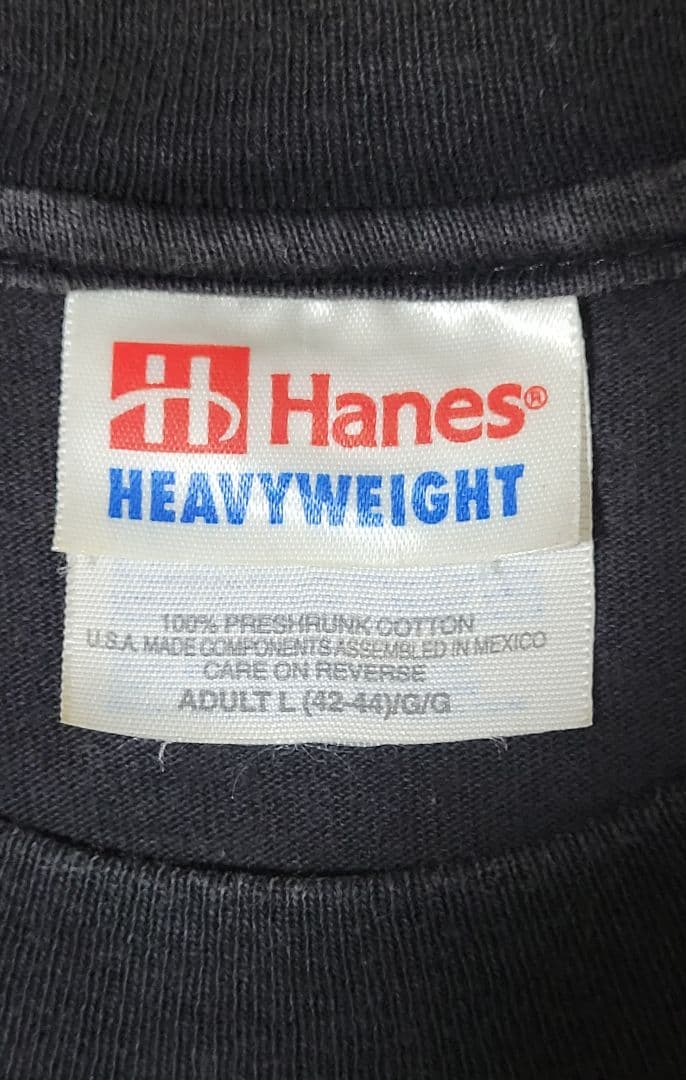 H Hanes®
HEAVYWEIGHT
100% PRESHRUNK COTTON
U.S.A. MADE COMPONENTS ASSEMBLED IN MEXICO
CARE ON REVERSE
ADULT L (42-44)/G/G